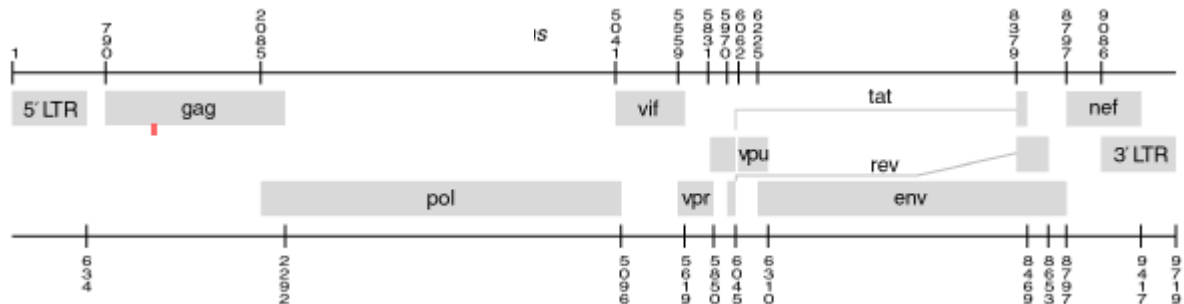 1
790
2085
ıs
5041
5559
5831
5970
6062
6225
8379
8797
9086
5′ LTR
gag
vif
tat
nef
vpu
rev
3′ LTR
pol
vpr
env
634
2292
5096
5619
5850
6045
6310
8469
8653
8797
9417
9719